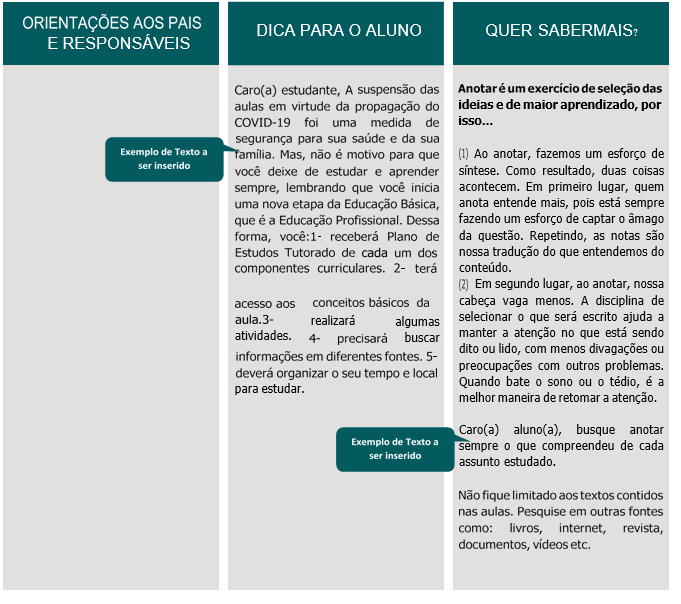 ORIENTAÇÕES AOS PAIS
E RESPONSÁVEIS
DICA PARA O ALUNO
Caro(a) estudante, A suspensão das
aulas em virtude da propagação do
COVID-19 foi uma medida de
segurança para sua saúde e da sua
família. Mas, não é motivo para que
você deixe de estudar e aprender
sempre, lembrando que você inicia
uma nova etapa da Educação Básica,
que é a Educação Profissional. Dessa
forma, você:1- receberá Plano de
Estudos Tutorado de cada um dos
componentes curriculares. 2- terá
acesso aos conceitos básicos da
aula.3- realizará algumas
atividades. 4- precisará buscar
informações em diferentes fontes. 5-
deverá organizar o seu tempo e local
para estudar.
Exemplo de Texto a
ser inserido
QUER SABERMAIS?
Anotar é um exercício de seleção das
ideias e de maior aprendizado, por
isso...
(1) Ao anotar, fazemos um esforço de
síntese. Como resultado, duas coisas
acontecem. Em primeiro lugar, quem
anota entende mais, pois está sempre
fazendo um esforço de captar o âmago
da questão. Repetindo, as notas são
nossa tradução do que entendemos do
conteúdo.
(2) Em segundo lugar, ao anotar, nossa
cabeça vaga menos. A disciplina de
selecionar o que será escrito ajuda a
manter a atenção no que está sendo
dito ou lido, com menos divagações ou
preocupações com outros problemas.
Quando bate o sono ou o tédio, é a
melhor maneira de retomar a atenção.
Caro(a) aluno(a), busque anotar
sempre o que compreendeu de cada
assunto estudado.
Não fique limitado aos textos contidos
nas aulas. Pesquise em outras fontes
como: livros, internet, revista,
documentos, vídeos etc.
Exemplo de Texto a
ser inserido